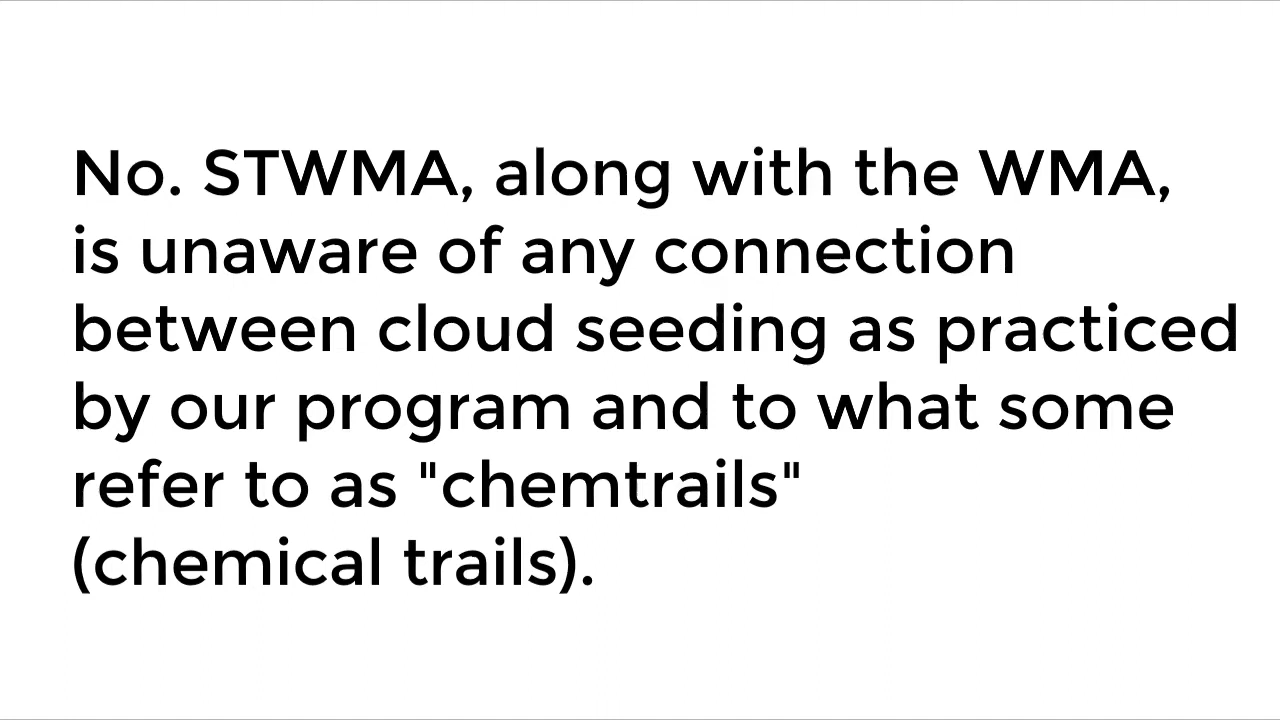 No. STWMA, along with the WMA,
is unaware of any connection
between cloud seeding as practiced
by our program and to what some
refer to as "chemtrails"
(chemical trails).